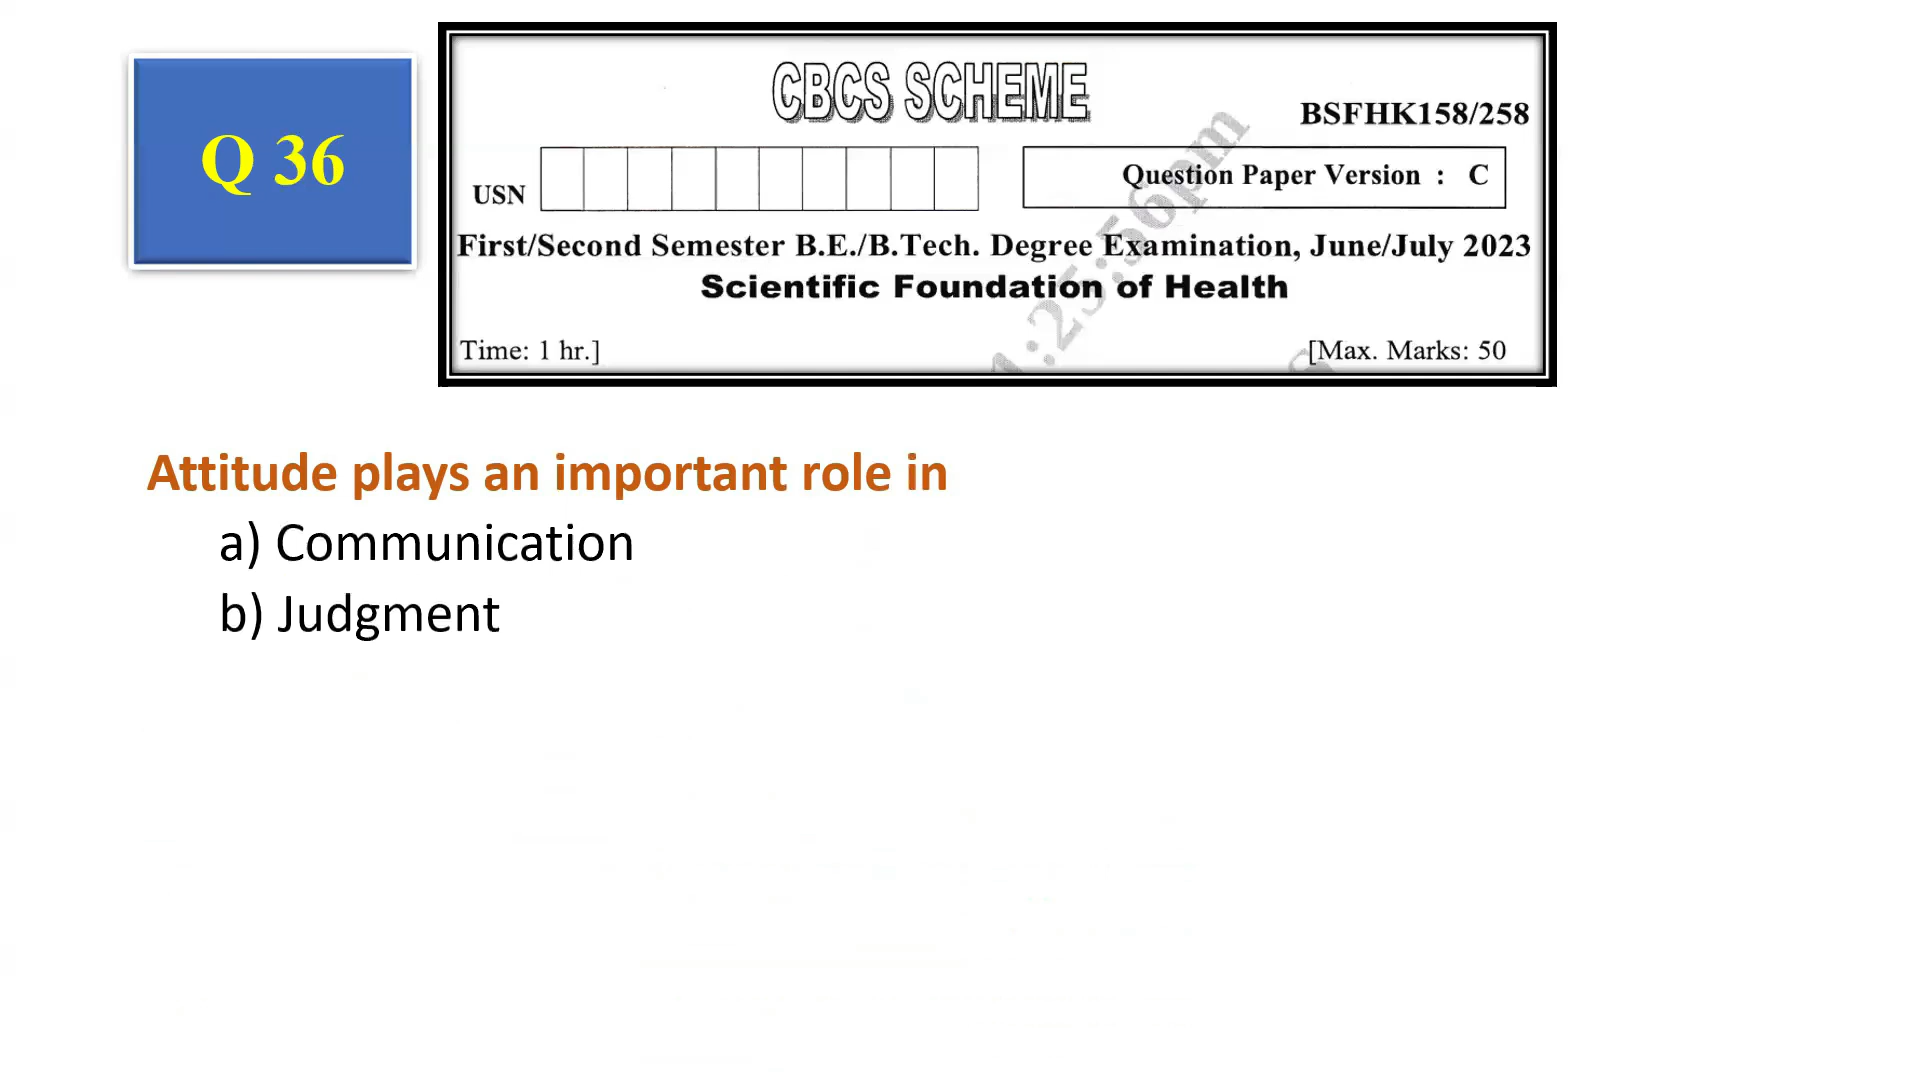 Q 36
CBCS SCHEME
BSFHK158/258
USN
Question Paper Version : C
First/Second Semester B.E./B.Tech. Degree Examination, June/July 2023
Scientific Foundation of Health
Time: 1 hr.]
[Max. Marks: 50
Attitude plays an important role in
a) Communication
b) Judgment